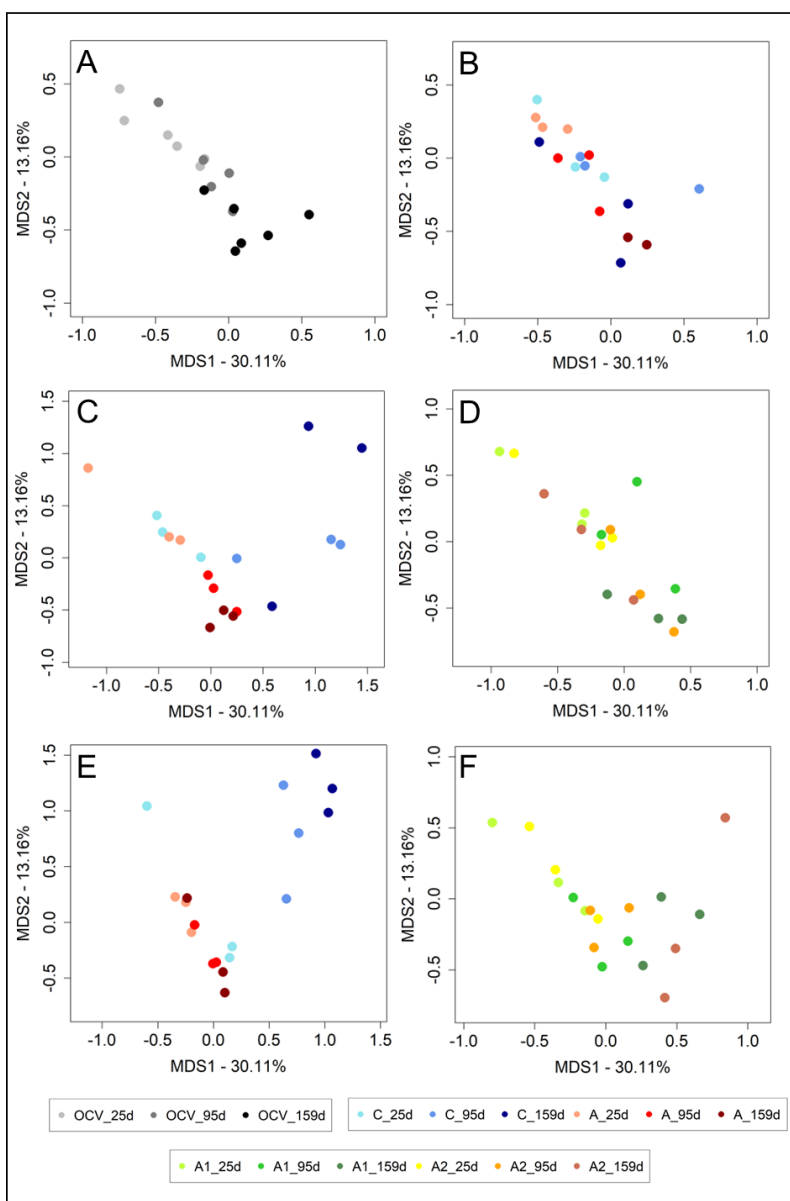 A
B
0.5
0.0
-0.5
-1.0
MDS2 - 13.16%
-1.0 -0.5 0.0 0.5 1.0
MDS1 - 30.11%
0.5
0.0
-0.5
-1.0
MDS2 - 13.16%
-1.0 -0.5 0.0 0.5 1.0
MDS1 - 30.11%
C
D
1.5
1.0
0.5
0.0
-0.5
-1.0
MDS2 - 13.16%
-1.0 -0.5 0.0 0.5 1.0 1.5
MDS1 - 30.11%
1.0
0.5
0.0
-0.5
MDS2 - 13.16%
-1.0 -0.5 0.0 0.5 1.0
MDS1 - 30.11%
E
F
1.5
1.0
0.5
0.0
-0.5
MDS2 - 13.16%
-1.0 -0.5 0.0 0.5 1.0 1.5
MDS1 - 30.11%
1.0
0.5
0.0
-0.5
MDS2 - 13.16%
-1.0 -0.5 0.0 0.5 1.0
MDS1 - 30.11%
OCV_25d OCV_95d OCV_159d
C_25d C_95d C_159d A_25d A_95d A_159d
A1_25d A1_95d A1_159d A2_25d A2_95d A2_159d